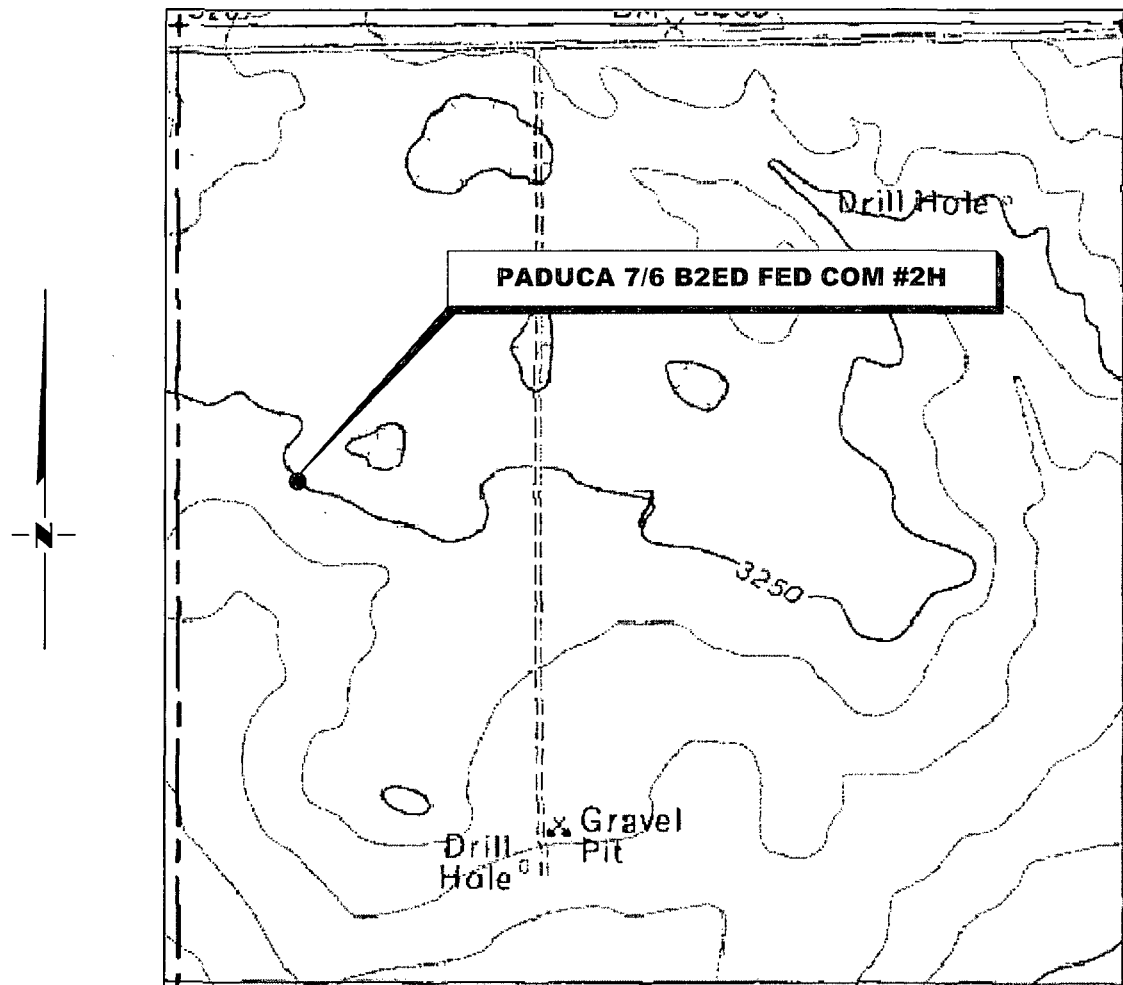 Drill Hole
PADUCA 7/6 B2ED FED COM #2H
N
3250
Gravel
Pit
Drill
Hole